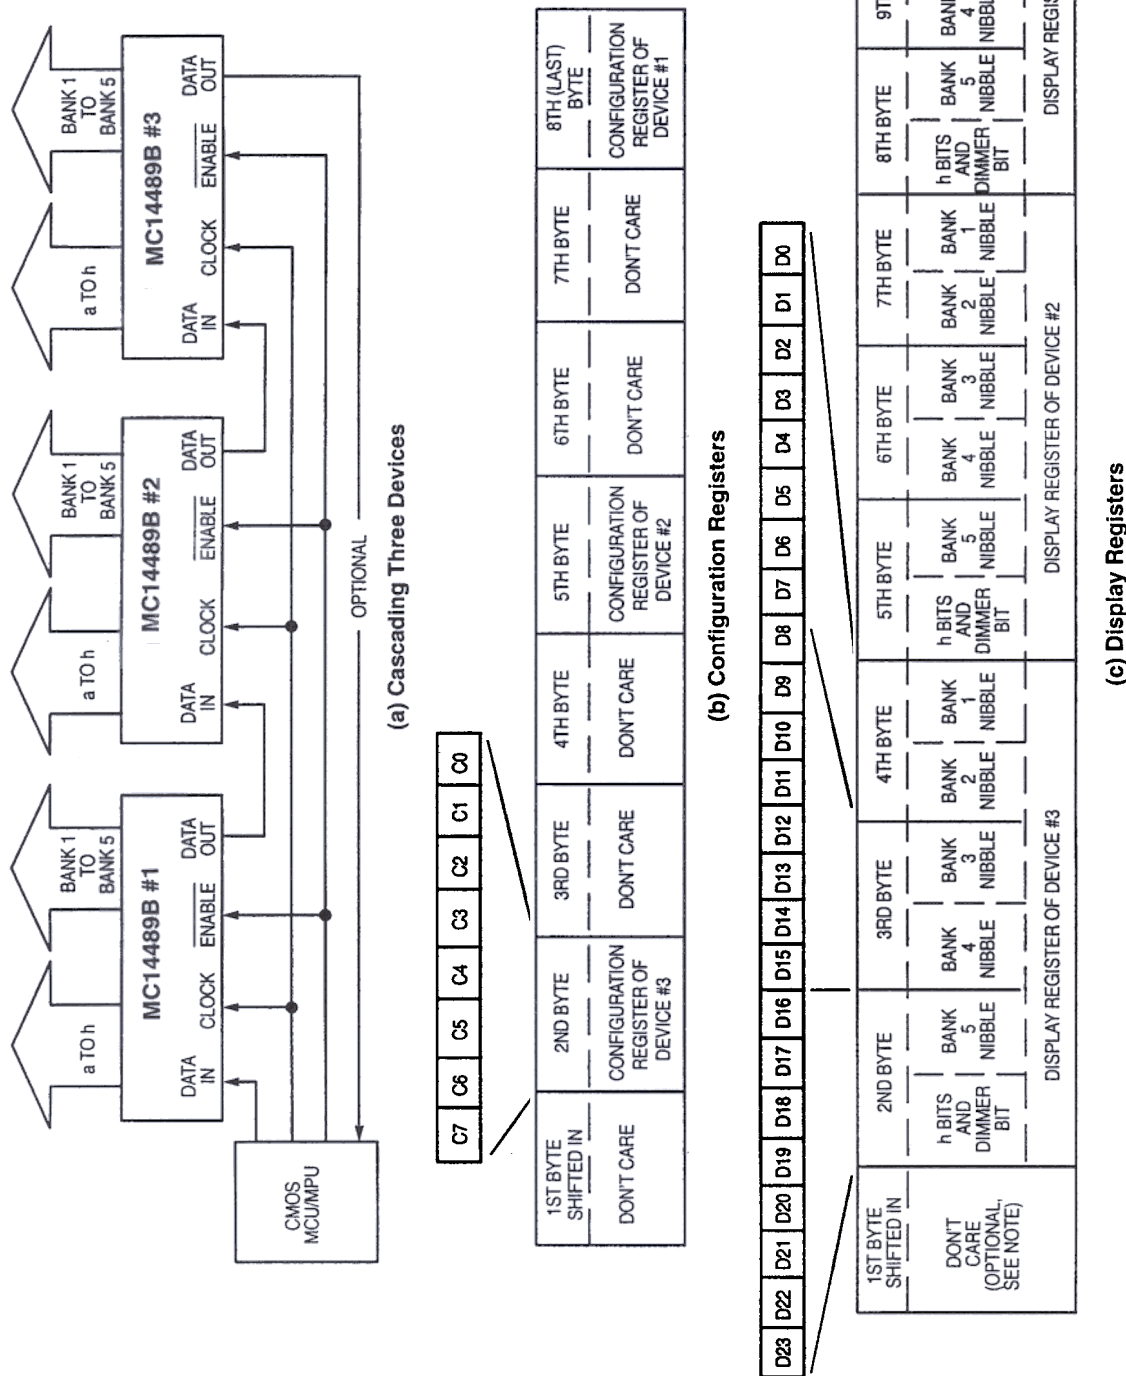 BANK 1
TO
BANK 5
a TO h
MC14489B #1
DATA
IN
CLOCK
ENABLE
DATA
OUT
BANK 1
TO
BANK 5
a TO h
MC14489B #2
DATA
IN
CLOCK
ENABLE
DATA
OUT
BANK 1
TO
BANK 5
a TO h
MC14489B #3
DATA
IN
CLOCK
ENABLE
DATA
OUT
CMOS
MCU/MPU
OPTIONAL
(a) Cascading Three Devices
C7 C6 C5 C4 C3 C2 C1 C0
1ST BYTE
SHIFTED IN
DON'T CARE
2ND BYTE
CONFIGURATION
REGISTER OF
DEVICE #3
3RD BYTE
DON'T CARE
4TH BYTE
DON'T CARE
5TH BYTE
CONFIGURATION
REGISTER OF
DEVICE #2
6TH BYTE
DON'T CARE
7TH BYTE
DON'T CARE
8TH (LAST)
BYTE
CONFIGURATION
REGISTER OF
DEVICE #1
(b) Configuration Registers
D23 D22 D21 D20 D19 D18 D17 D16 D15 D14 D13 D12 D11 D10 D9 D8 D7 D6 D5 D4 D3 D2 D1 D0
1ST BYTE
SHIFTED IN
DON'T
CARE
(OPTIONAL,
SEE NOTE)
2ND BYTE
h BITS
AND
DIMMER
BIT
BANK
5
NIBBLE
3RD BYTE
BANK
4
NIBBLE
BANK
3
NIBBLE
4TH BYTE
BANK
2
NIBBLE
BANK
1
NIBBLE
DISPLAY REGISTER OF DEVICE #3
5TH BYTE
h BITS
AND
DIMMER
BIT
BANK
5
NIBBLE
6TH BYTE
BANK
4
NIBBLE
BANK
3
NIBBLE
7TH BYTE
BANK
2
NIBBLE
BANK
1
NIBBLE
DISPLAY REGISTER OF DEVICE #2
8TH BYTE
h BITS
AND
DIMMER
BIT
BANK
5
NIBBLE
9T
BANK
4
NIBBL
DISPLAY REGIS
(c) Display Registers